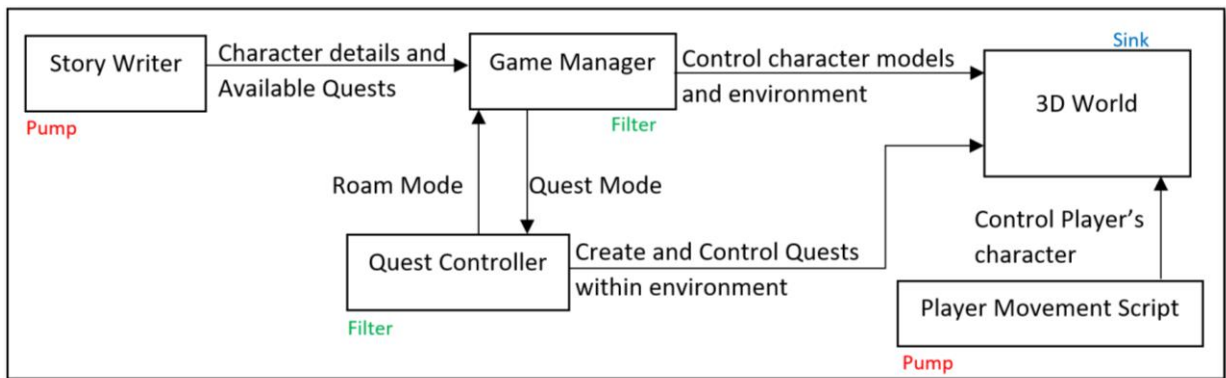 Sink
Story Writer
Character details and
Available Quests
Game Manager
Control character models
and environment
3D World
Pump
Filter
Roam Mode
Quest Mode
Control Player's
character
Quest Controller
Create and Control Quests
within environment
Player Movement Script
Filter
Pump